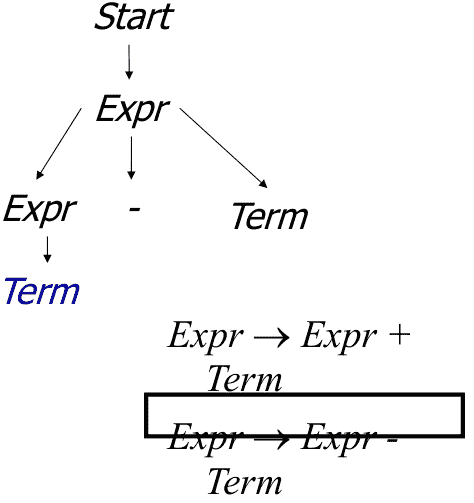 Start
Expr
Expr - Term
Term
Expr → Expr +
Term
Expr → Expr -
Term